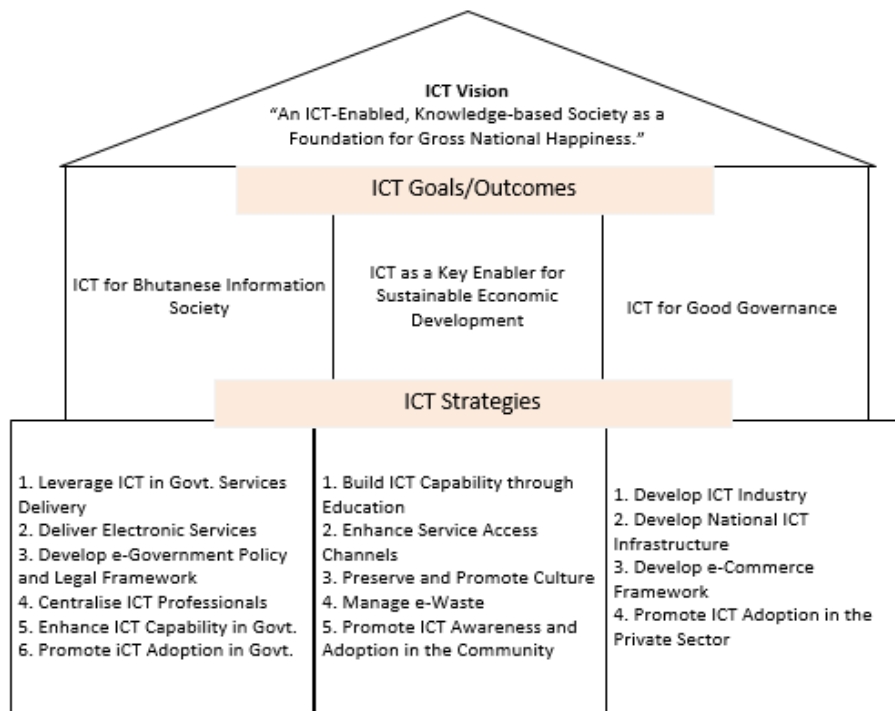 ICT Vision
“An ICT-Enabled, Knowledge-based Society as a
Foundation for Gross National Happiness.”
ICT Goals/Outcomes
ICT for Bhutanese Information
Society
ICT as a Key Enabler for
Sustainable Economic
Development
ICT for Good Governance
ICT Strategies
1. Leverage ICT in Govt. Services
Delivery
2. Deliver Electronic Services
3. Develop e-Government Policy
and Legal Framework
4. Centralise ICT Professionals
5. Enhance ICT Capability in Govt.
6. Promote iCT Adoption in Govt.
1. Build ICT Capability through
Education
2. Enhance Service Access
Channels
3. Preserve and Promote Culture
4. Manage e-Waste
5. Promote ICT Awareness and
Adoption in the Community
1. Develop ICT Industry
2. Develop National ICT
Infrastructure
3. Develop e-Commerce
Framework
4. Promote ICT Adoption in the
Private Sector